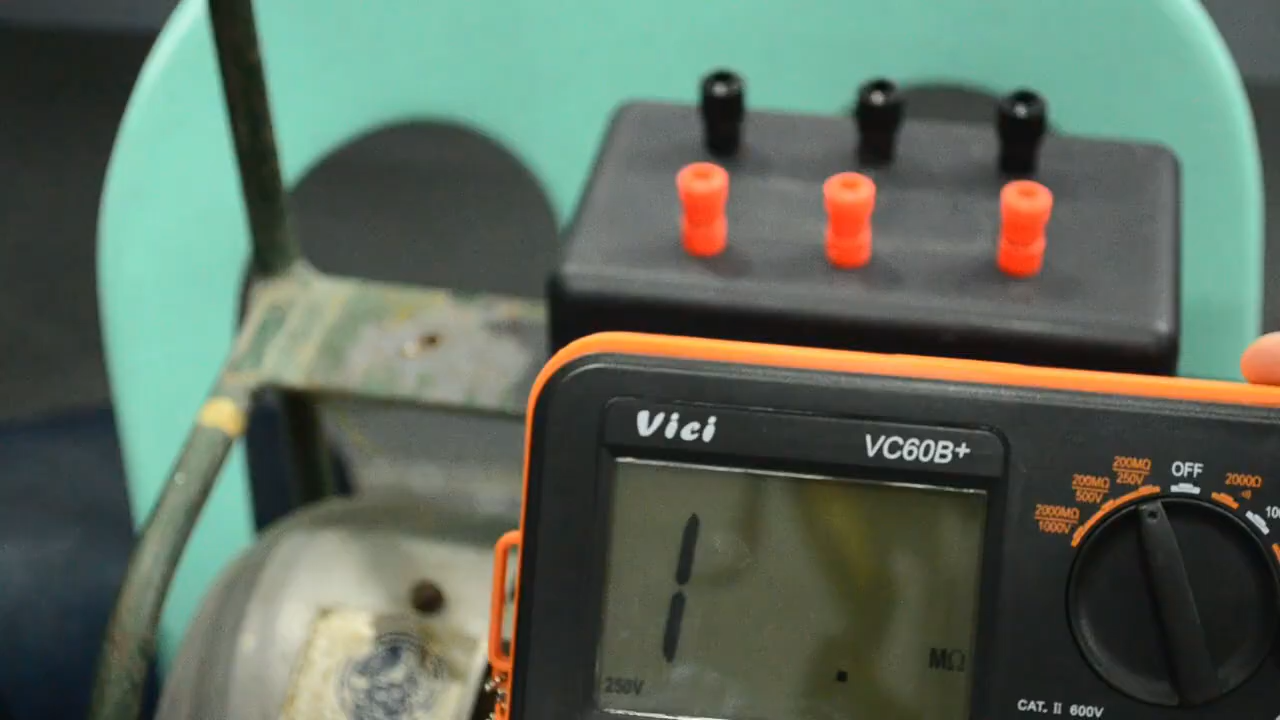 Vici
VC60B+
1 .
MΩ
250V
2000MΩ
1000V
200MΩ
500V
200MΩ
250V
OFF
2000Ω
CAT. II 600V